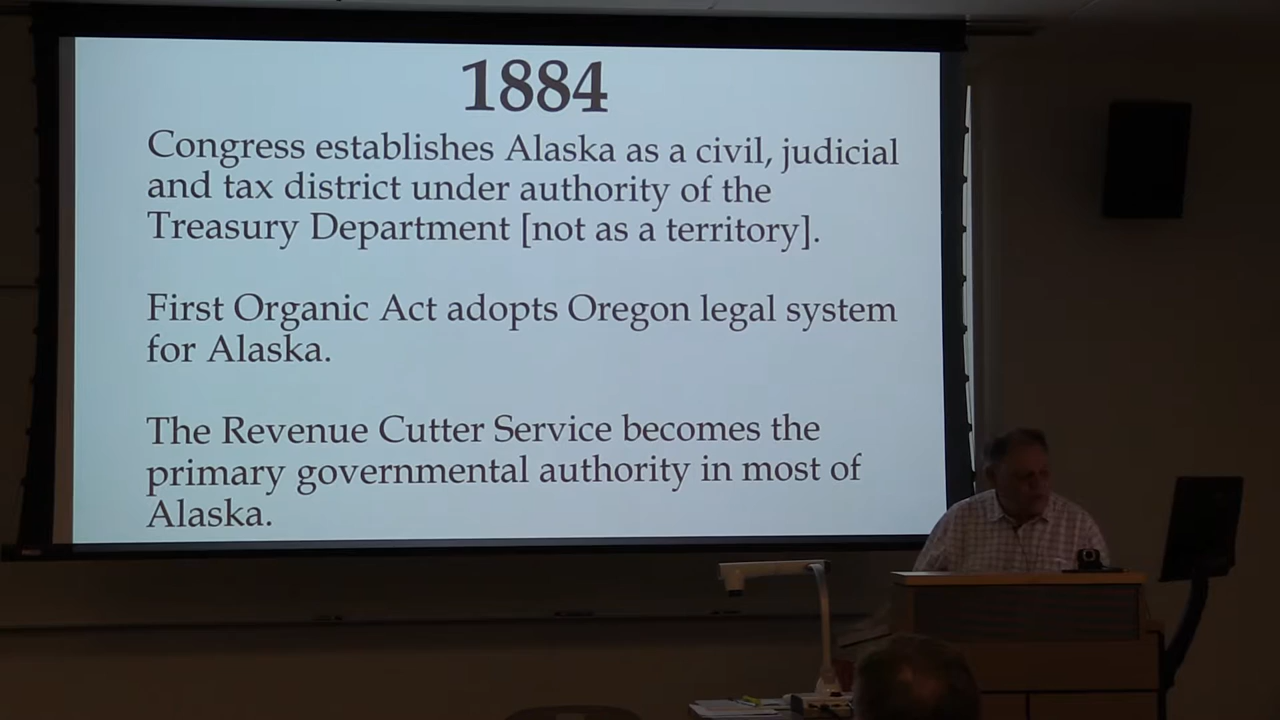 1884
Congress establishes Alaska as a civil, judicial
and tax district under authority of the
Treasury Department [not as a territory].
First Organic Act adopts Oregon legal system
for Alaska.
The Revenue Cutter Service becomes the
primary governmental authority in most of
Alaska.